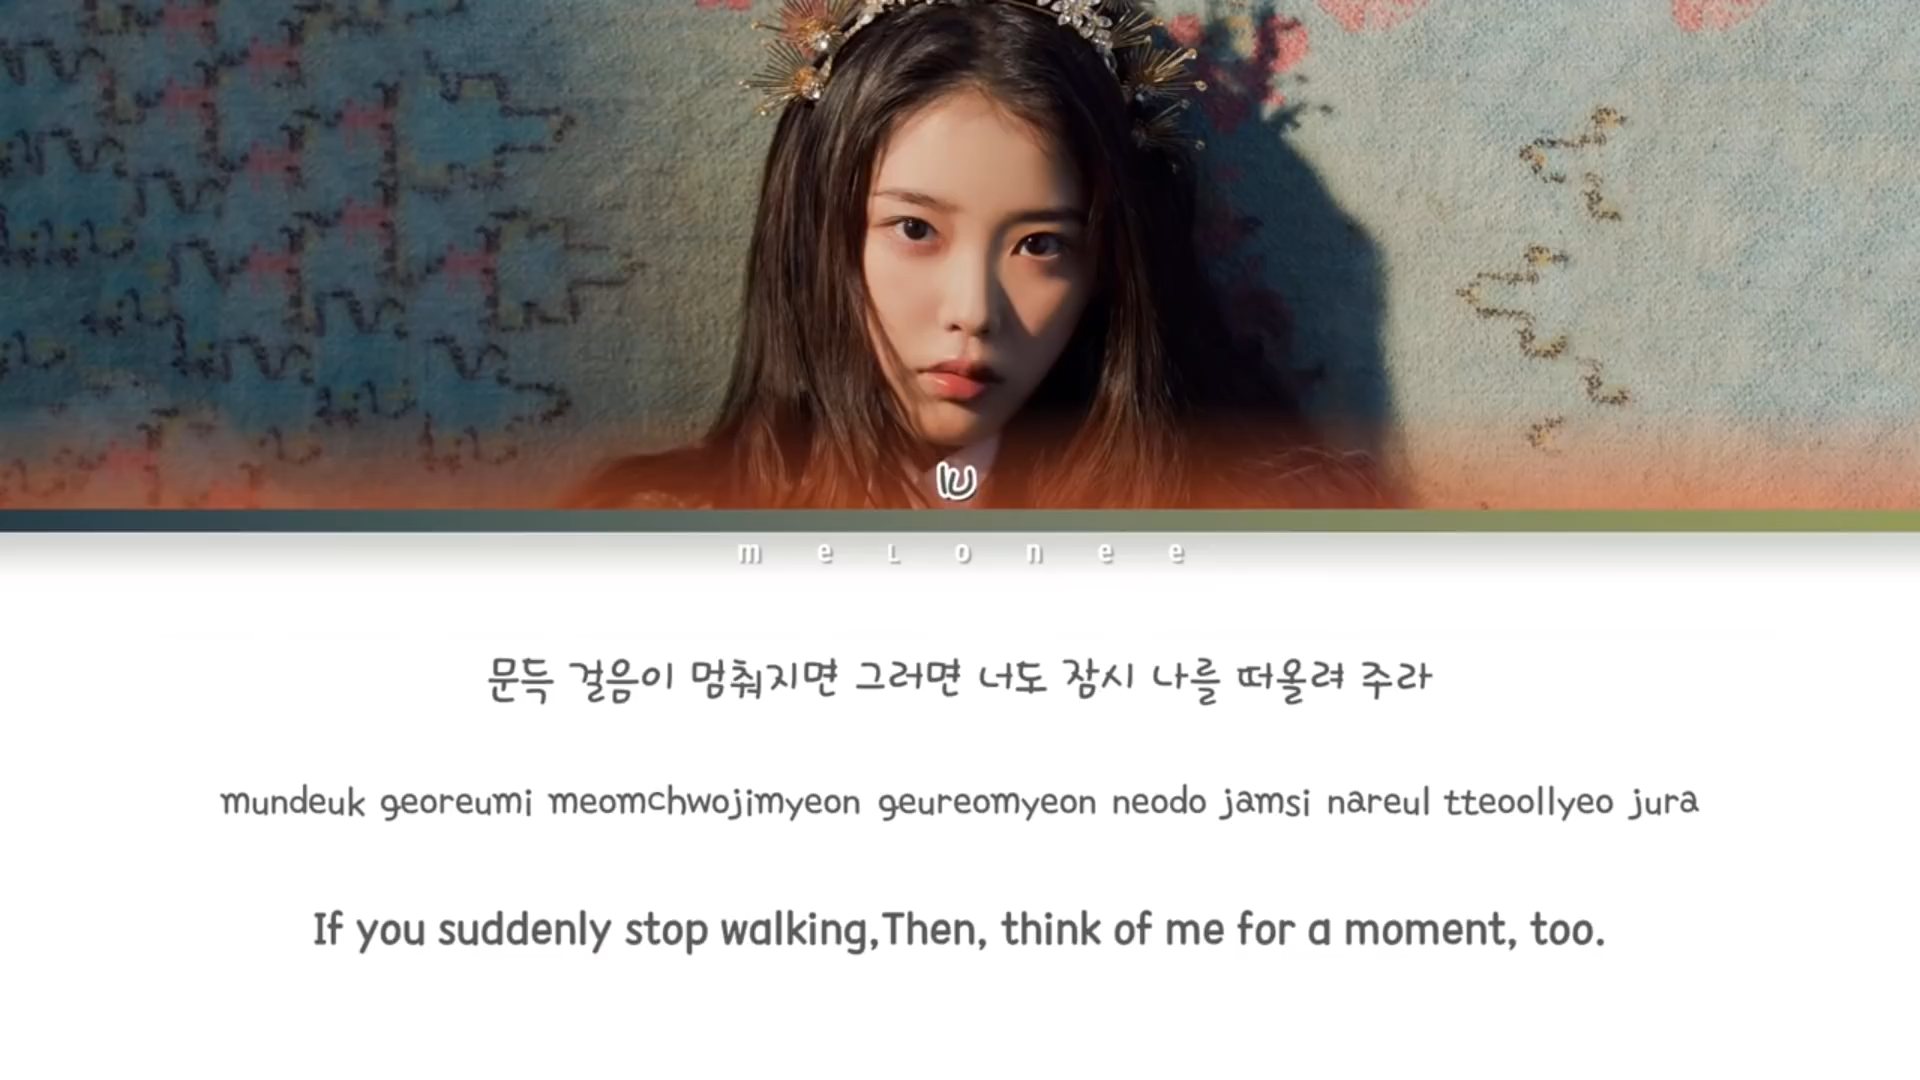 IU
meLonee
문득 걸음이 멈춰지면 그러면 너도 잠시 나를 떠올려 주라
mundeuk georeumi meomchwojimyeon geureomyeon neodo jamsi nareul tteoollyeo jura
If you suddenly stop walking,Then, think of me for a moment, too.